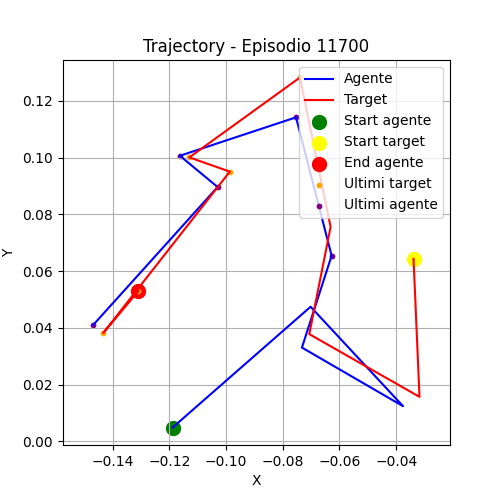 Trajectory - Episodio 11700
Agente
Target
Start agente
Start target
End agente
Ultimi target
Ultimi agente
Y
0.12
0.10
0.08
0.06
0.04
0.02
0.00
−0.14 −0.12 −0.10 −0.08 −0.06 −0.04
X